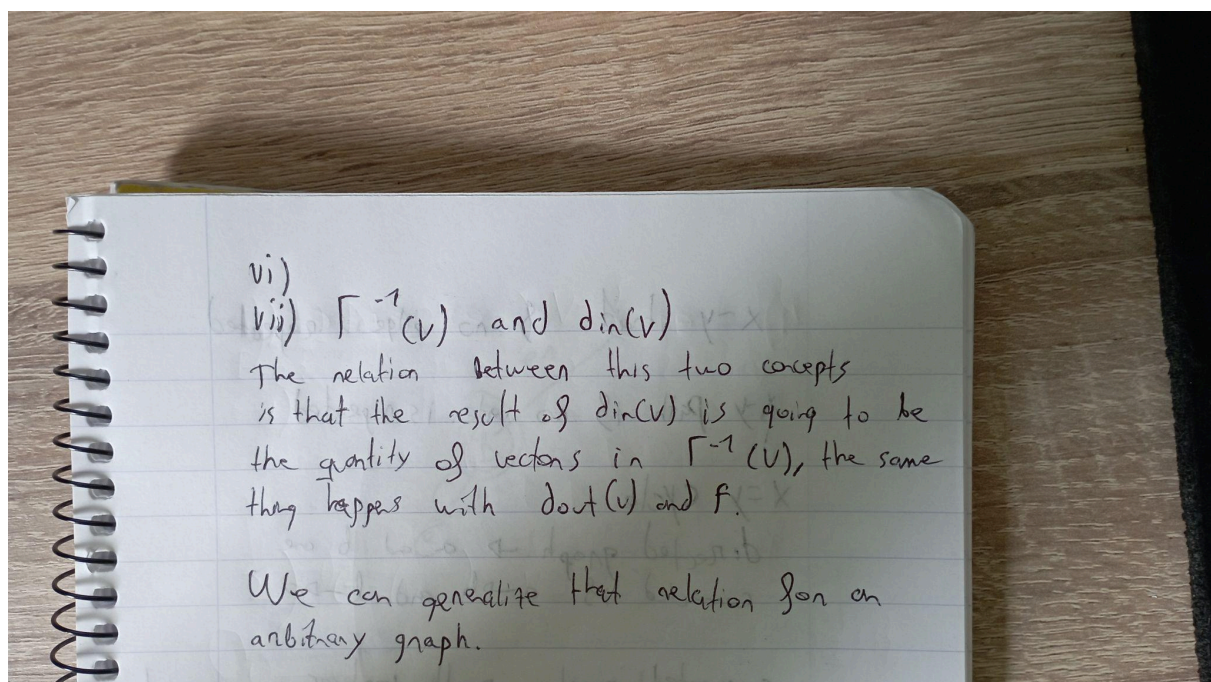 vi)
vii) Γ⁻¹(v) and din(v)
The relation between this two concepts
is that the result of din(v) is going to be
the quantity of vectors in Γ⁻¹(v), the same
thing happens with dout(v) and Γ.
We can generalize that relation for an
arbitrary graph.